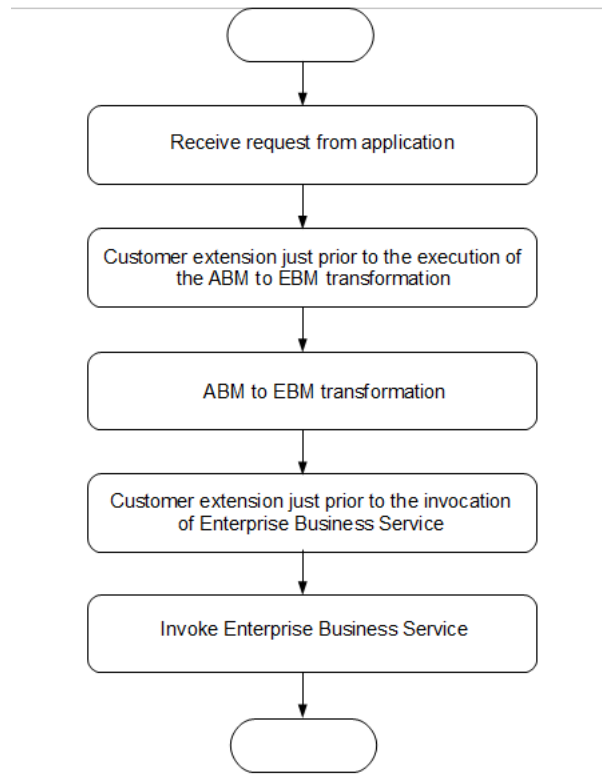 Receive request from application
Customer extension just prior to the execution of
the ABM to EBM transformation
ABM to EBM transformation
Customer extension just prior to the invocation
of Enterprise Business Service
Invoke Enterprise Business Service